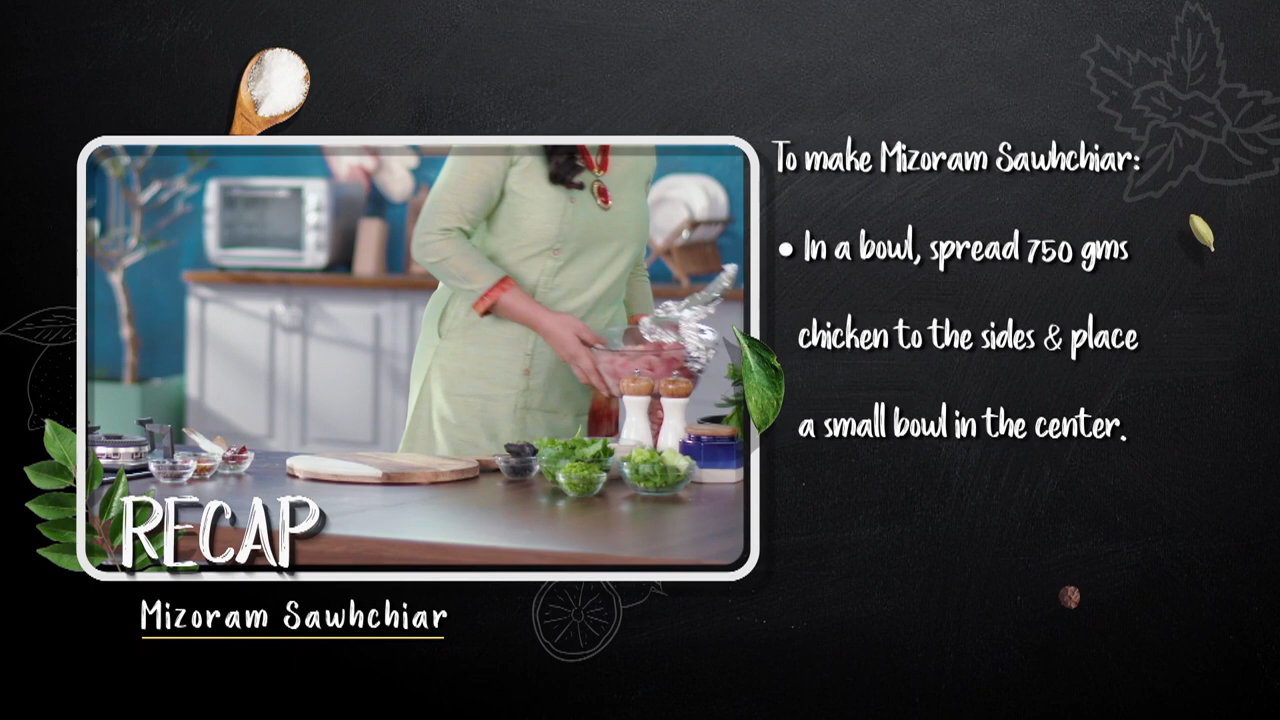 To make Mizoram Sawhchiar:
• In a bowl, spread 750 gms
chicken to the sides & place
a small bowl in the center.
RECAP
Mizoram Sawhchiar